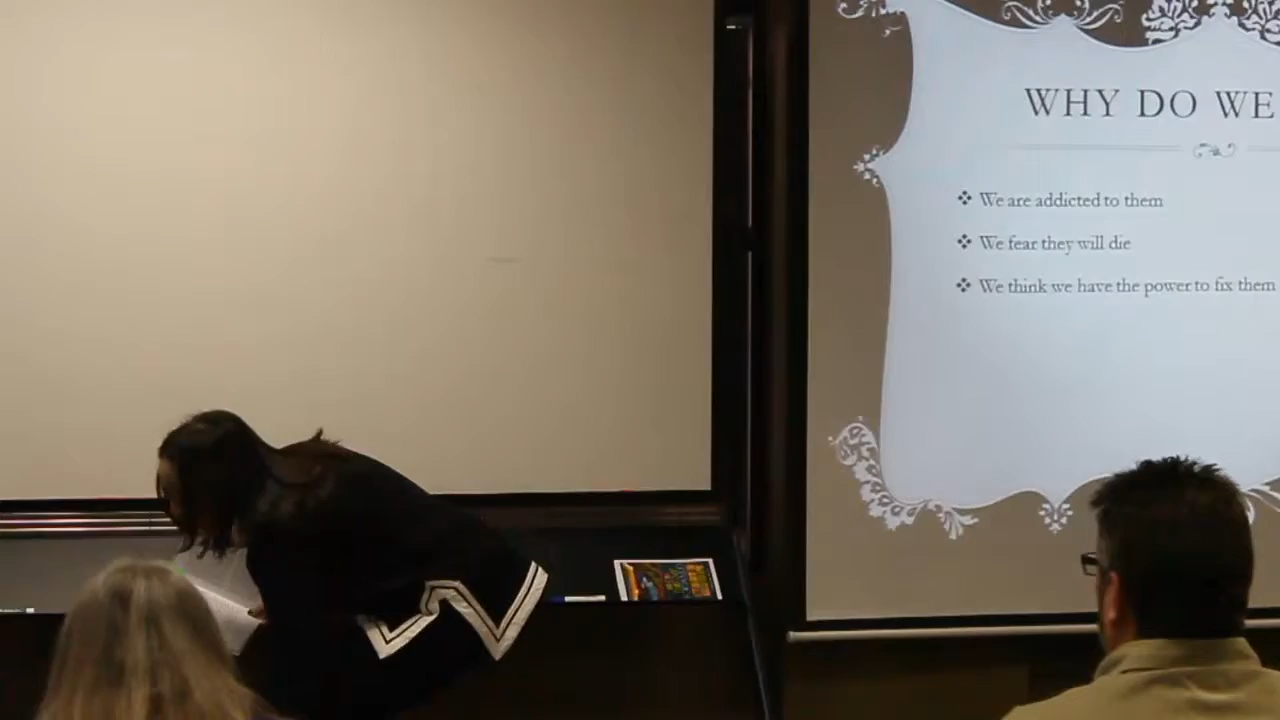 WHY DO WE
We are addicted to them
We fear they will die
We think we have the power to fix them